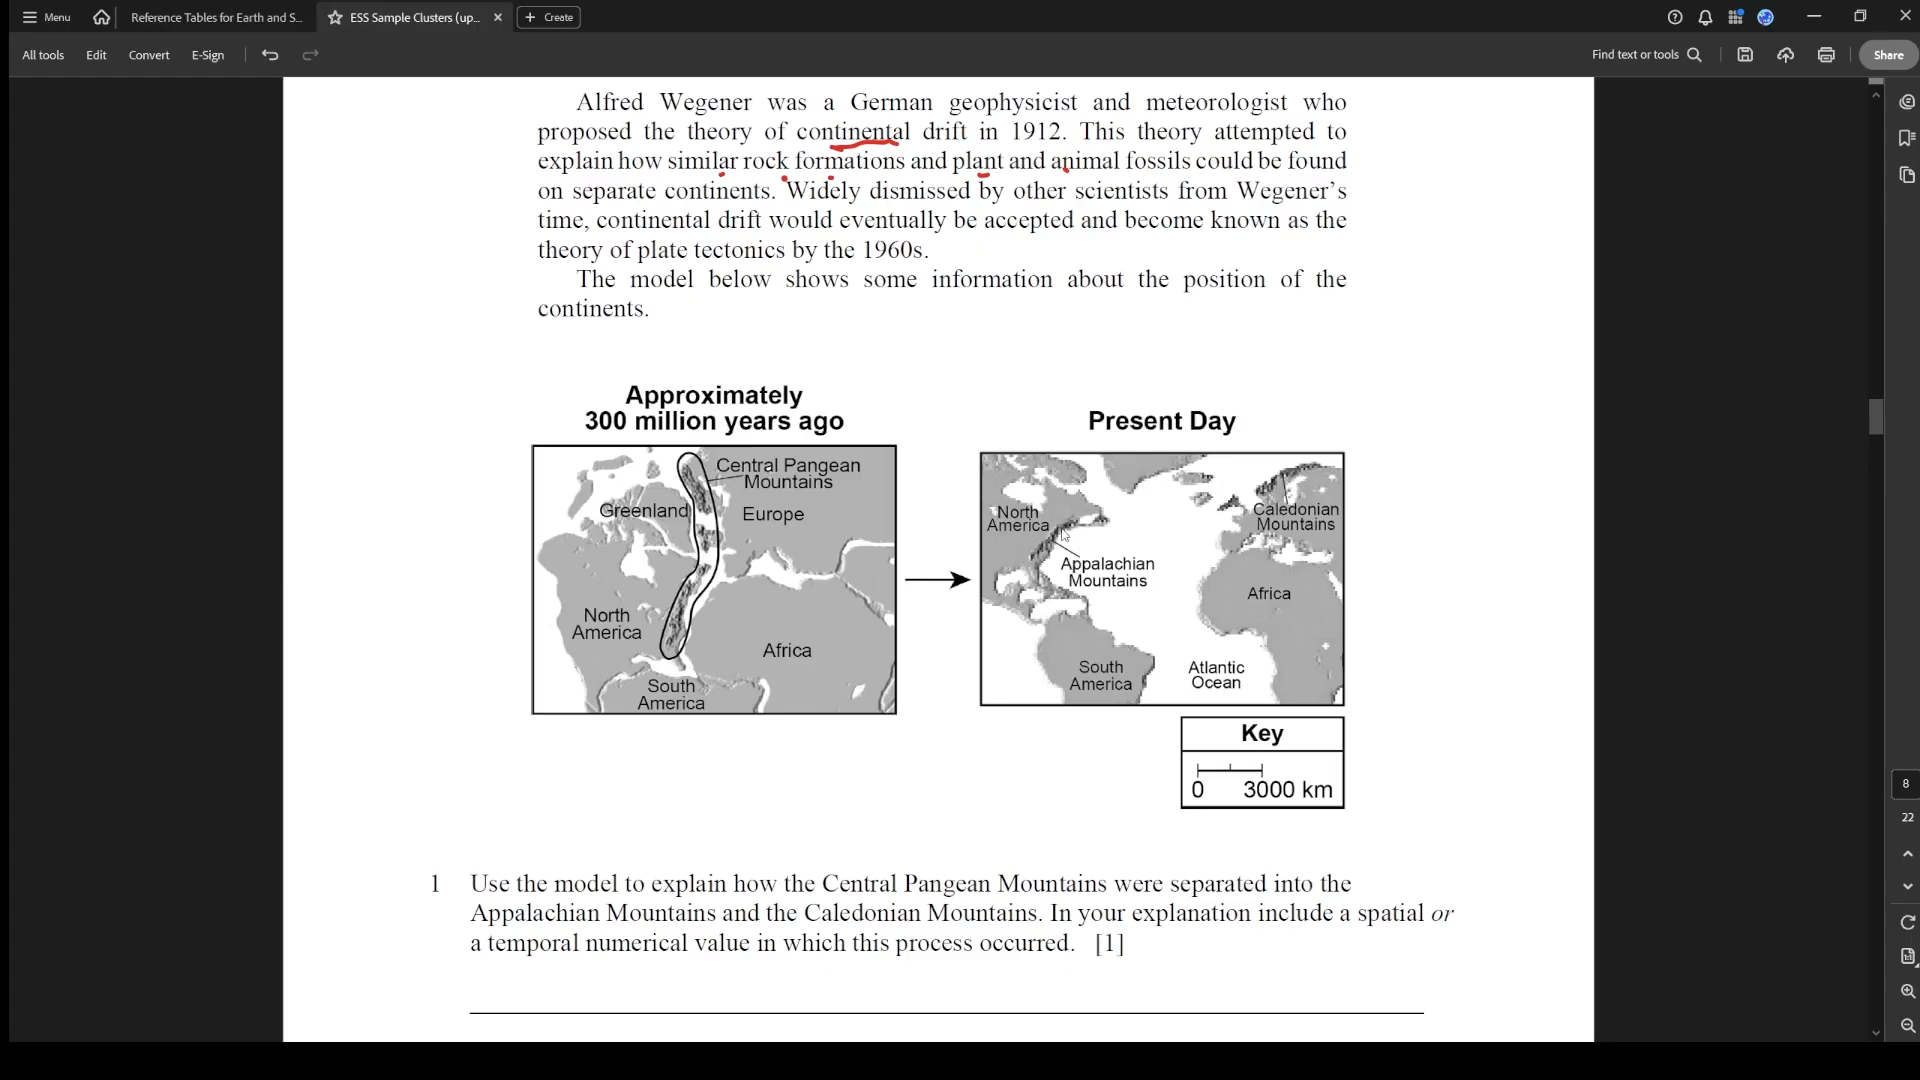 Menu
Reference Tables for Earth and S...
ESS Sample Clusters (up...
Create
All tools
Edit
Convert
E-Sign
Find text or tools
Share
Alfred Wegener was a German geophysicist and meteorologist who
proposed the theory of continental drift in 1912. This theory attempted to
explain how similar rock formations and plant and animal fossils could be found
on separate continents. Widely dismissed by other scientists from Wegener's
time, continental drift would eventually be accepted and become known as the
theory of plate tectonics by the 1960s.
The model below shows some information about the position of the
continents.
Approximately
300 million years ago
Central Pangean
Mountains
Greenland
Europe
North
America
Africa
South
America
Present Day
North
America
Caledonian
Mountains
Appalachian
Mountains
Africa
South
America
Atlantic
Ocean
Key
0 3000 km
8
22
1 Use the model to explain how the Central Pangean Mountains were separated into the
Appalachian Mountains and the Caledonian Mountains. In your explanation include a spatial or
a temporal numerical value in which this process occurred. [1]